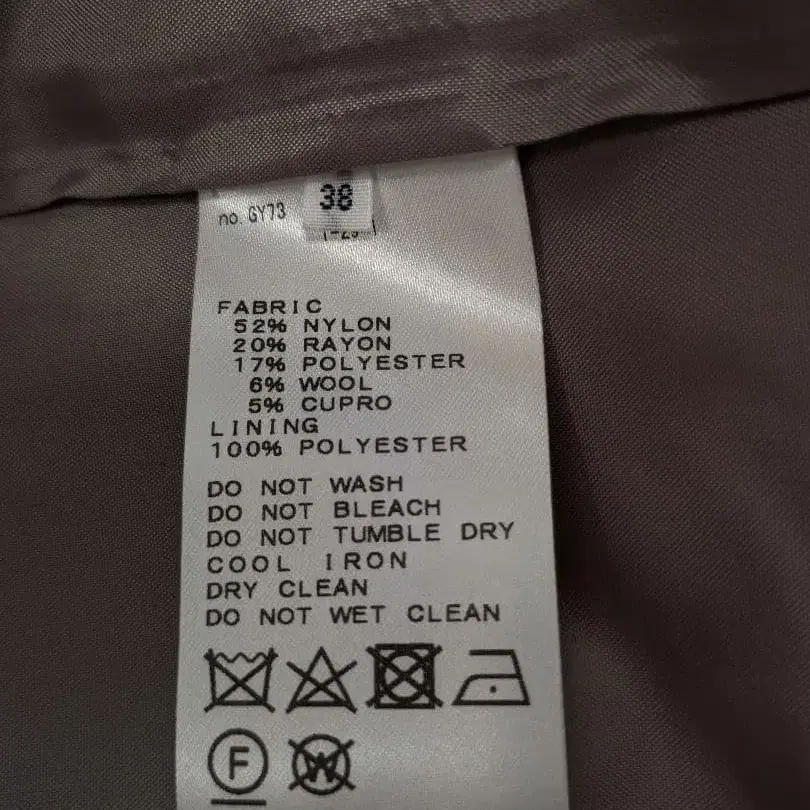 no. GY73
38
FABRIC
52% NYLON
20% RAYON
17% POLYESTER
6% WOOL
5% CUPRO
LINING
100% POLYESTER
DO NOT WASH
DO NOT BLEACH
DO NOT TUMBLE DRY
COOL IRON
DRY CLEAN
DO NOT WET CLEAN
F W